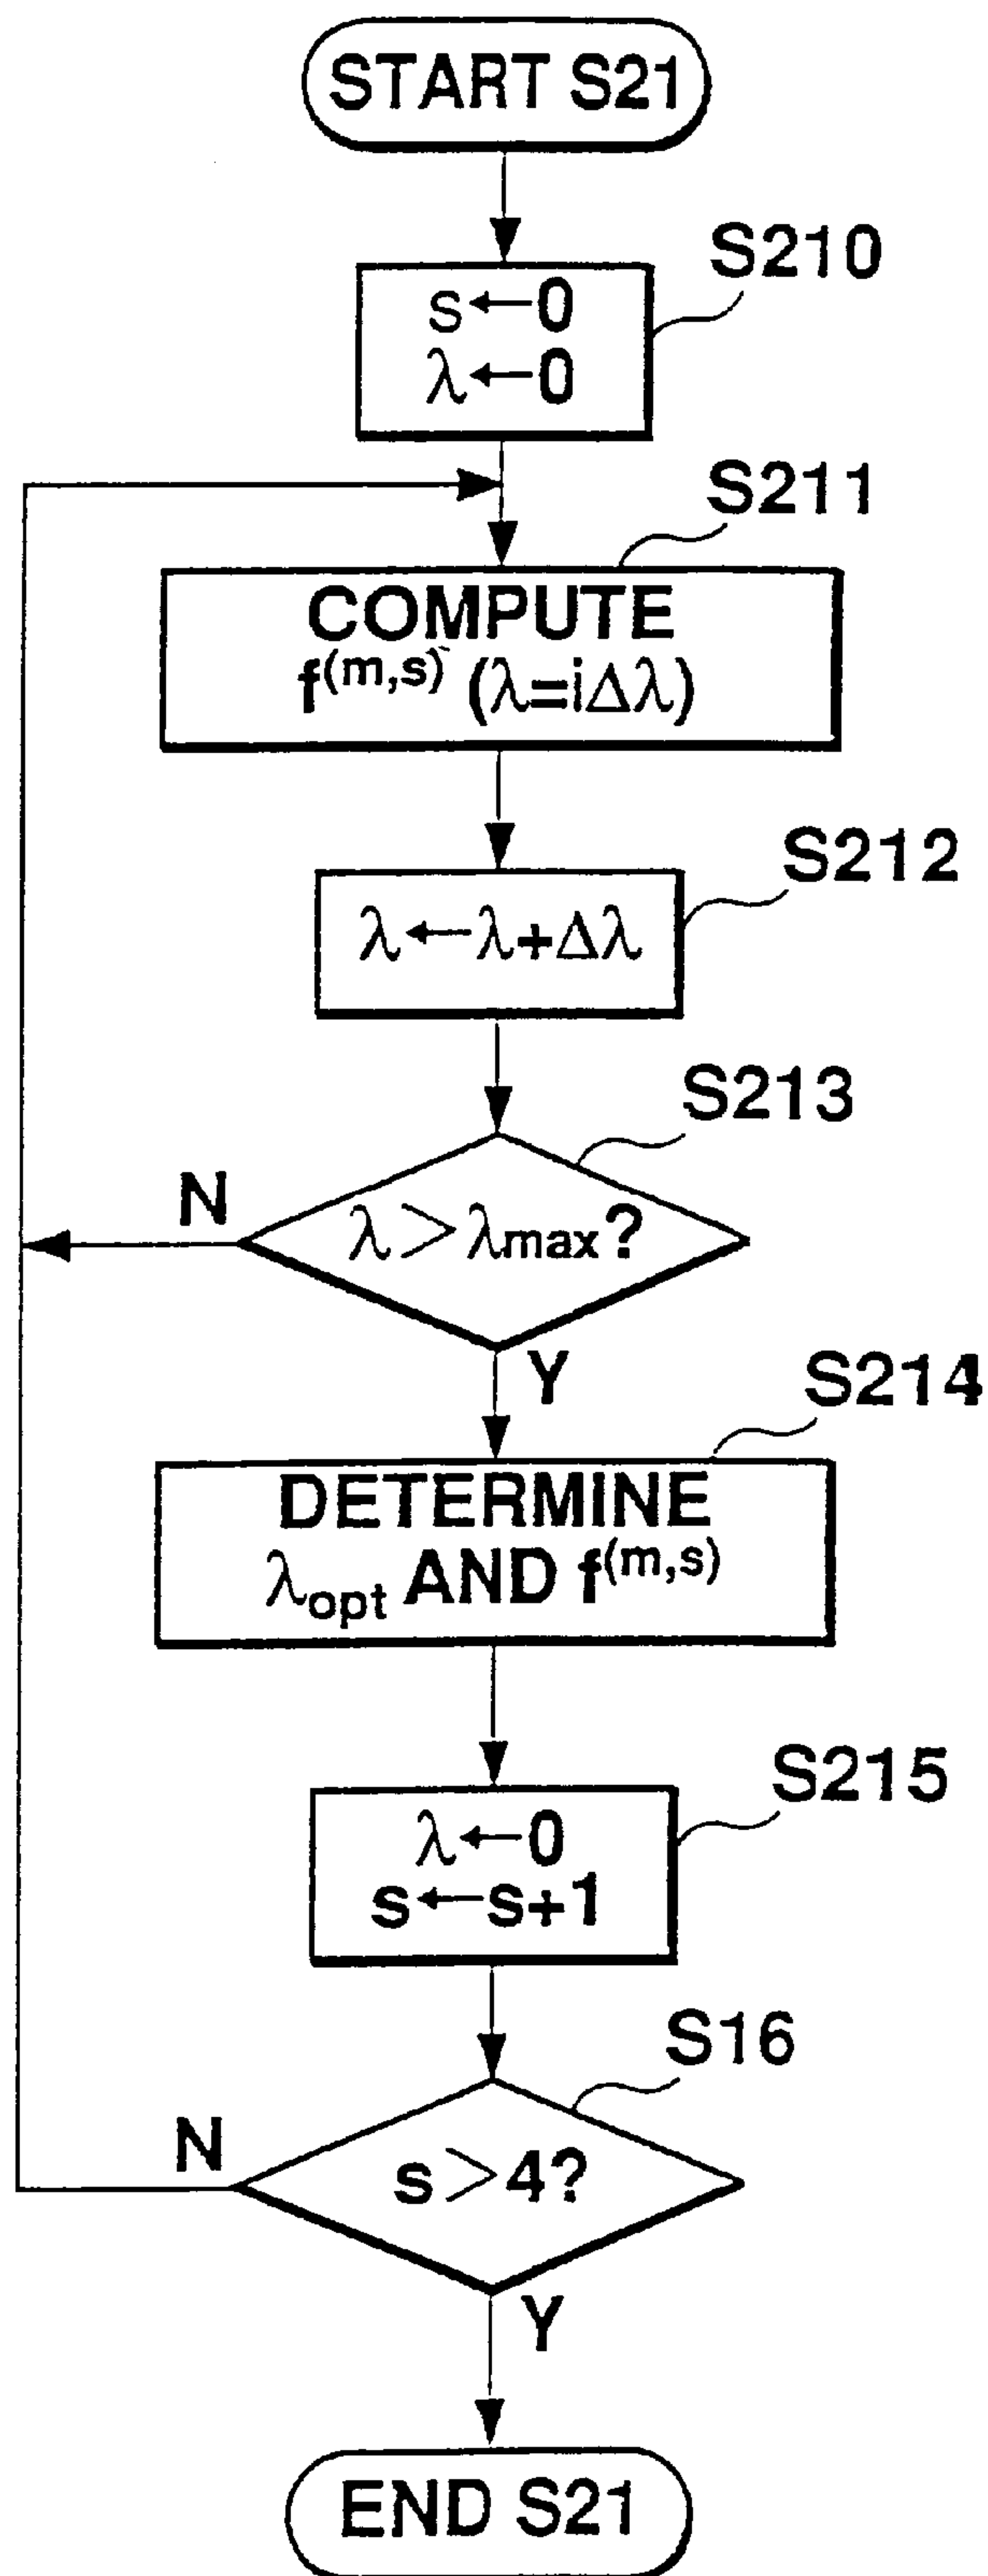 START S21
S210
s←0
λ←0
S211
COMPUTE
f(m,s) (λ=iΔλ)
S212
λ←λ+Δλ
S213
N
λ>λmax?
Y
S214
DETERMINE
λopt AND f(m,s)
S215
λ←0
s←s+1
S16
N
s>4?
Y
END S21